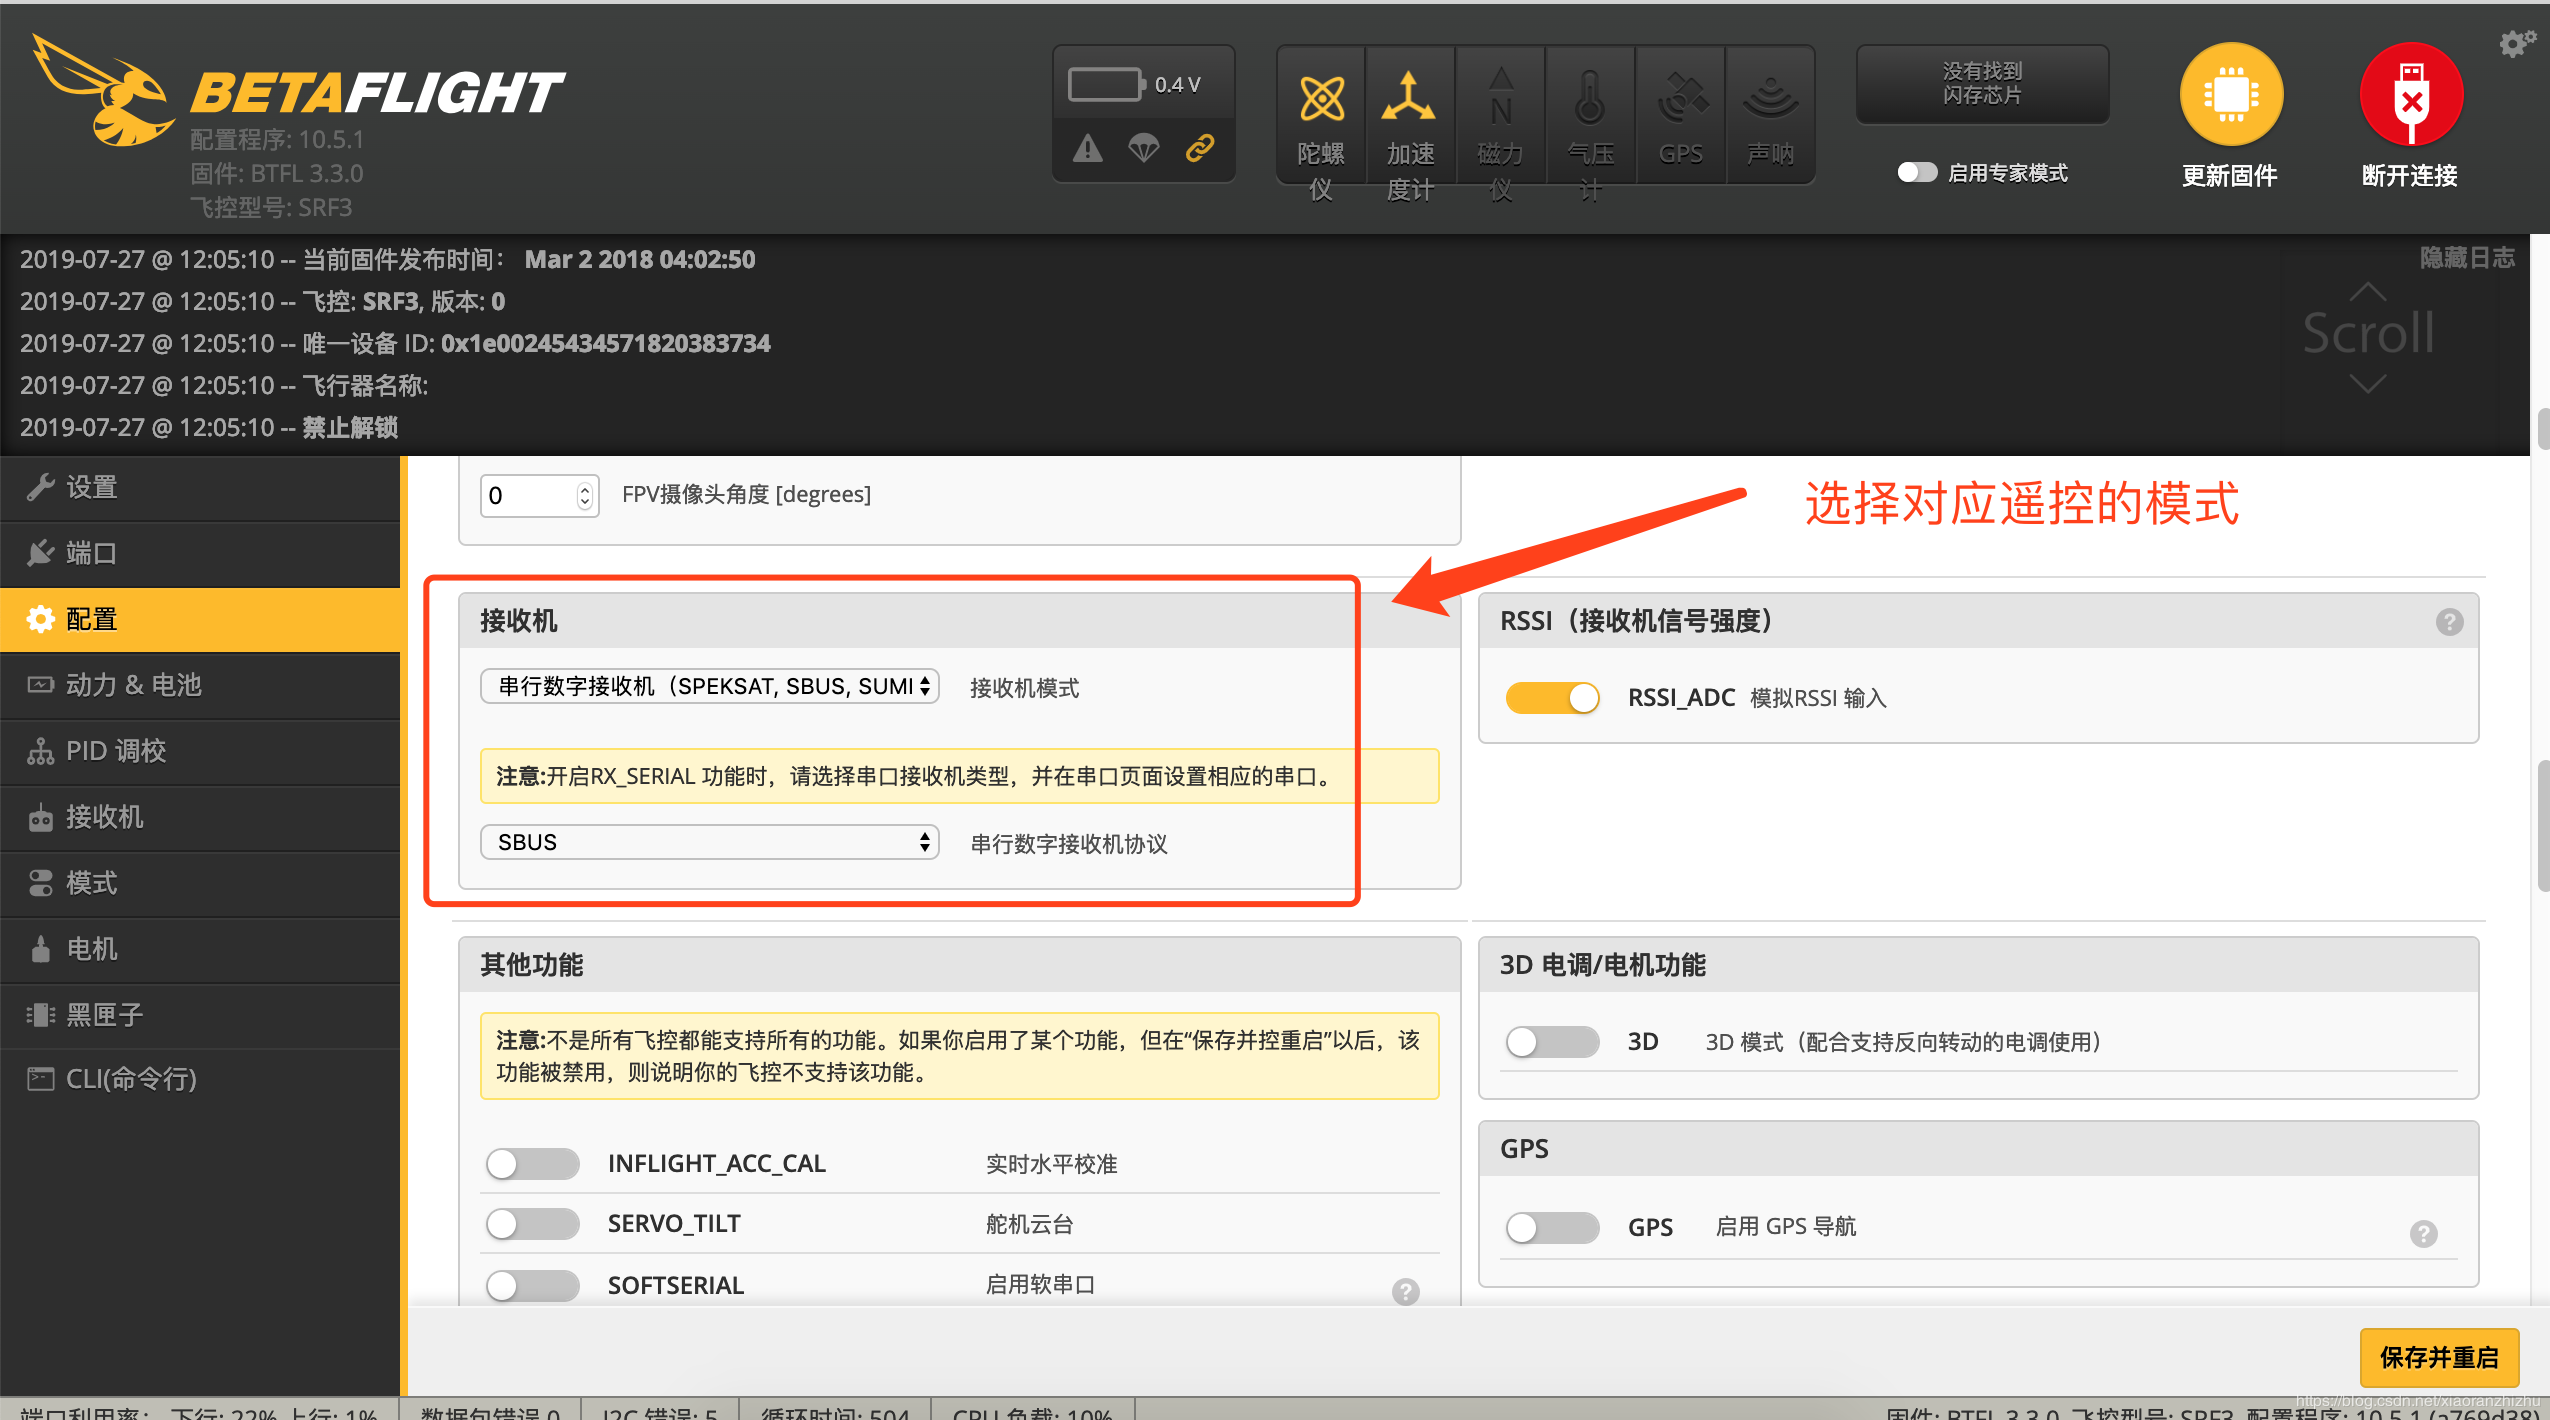 BETAFLIGHT
配置程序: 10.5.1
固件: BTFL 3.3.0
飞控型号: SRF3
0.4 V
陀螺仪
加速度计
磁力仪
气压计
GPS
声呐
没有找到
闪存芯片
启用专家模式
更新固件
断开连接
2019-07-27 @ 12:05:10 -- 当前固件发布时间： Mar 2 2018 04:02:50
2019-07-27 @ 12:05:10 -- 飞控: SRF3, 版本: 0
2019-07-27 @ 12:05:10 -- 唯一设备 ID: 0x1e00245434571820383734
2019-07-27 @ 12:05:10 -- 飞行器名称:
2019-07-27 @ 12:05:10 -- 禁止解锁
隐藏日志
Scroll
设置
端口
配置
动力 & 电池
PID 调校
接收机
模式
电机
黑匣子
CLI(命令行)
0 FPV摄像头角度 [degrees]
选择对应遥控的模式
接收机
串行数字接收机（SPEKSAT, SBUS, SUMI 接收机模式
注意:开启RX_SERIAL 功能时，请选择串口接收机类型，并在串口页面设置相应的串口。
SBUS 串行数字接收机协议
RSSI（接收机信号强度）
RSSI_ADC 模拟RSSI 输入
其他功能
注意:不是所有飞控都能支持所有的功能。如果你启用了某个功能，但在“保存并控重启”以后，该
功能被禁用，则说明你的飞控不支持该功能。
INFLIGHT_ACC_CAL 实时水平校准
SERVO_TILT 舵机云台
SOFTSERIAL 启用软串口
3D 电调/电机功能
3D 3D 模式（配合支持反向转动的电调使用）
GPS
GPS 启用 GPS 导航
保存并重启
https://blog.csdn.net/xiaoranzhizhu
端口利用率： 下行: 22% 上行: 1%
数据包错误 0
I2C 错误: 5
循环时间: 504
CPU 负载: 10%
固件: BTFL 3.3.0, 飞控型号: SRF3, 配置程序: 10.5.1 (a769d38)